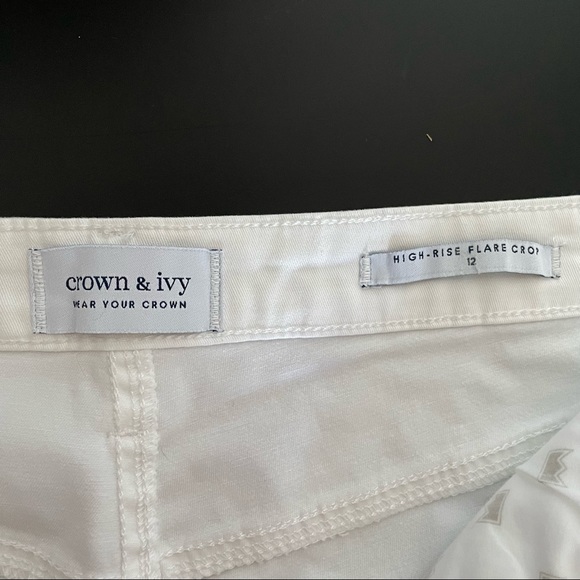 crown & ivy
WEAR YOUR CROWN
HIGH-RISE FLARE CROP
12